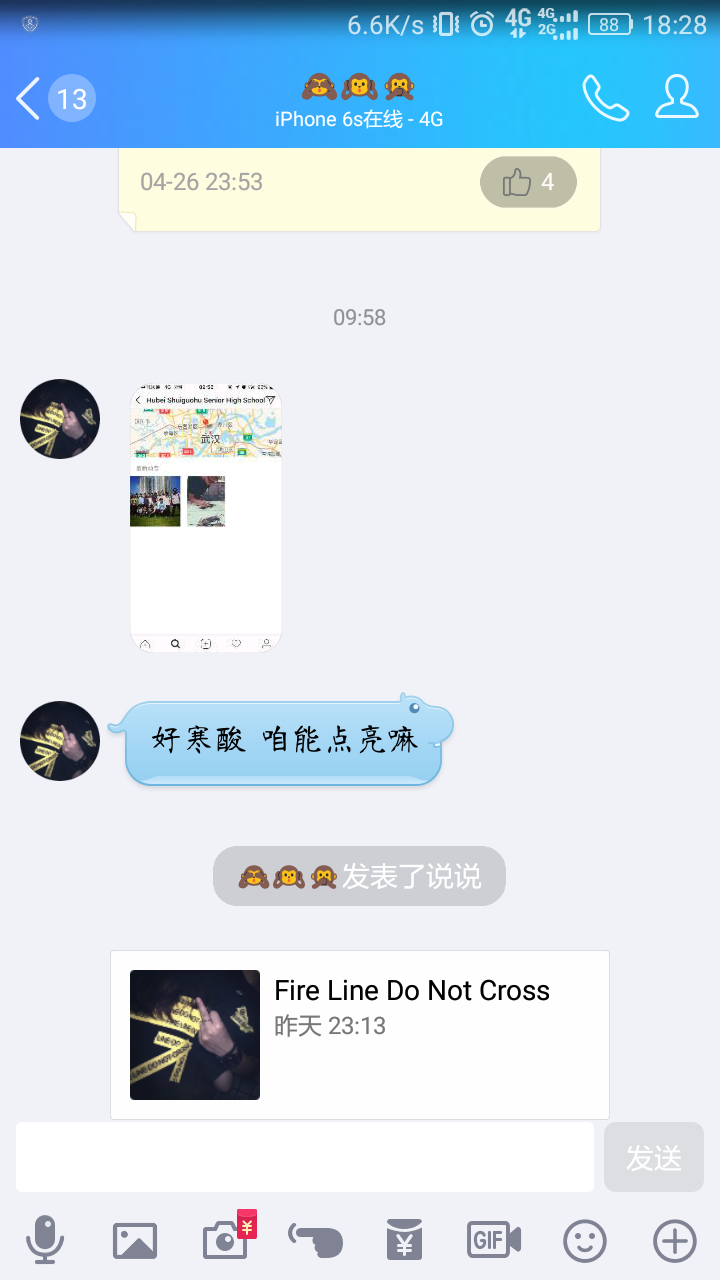 6.6K/s 4G 4G 2G 88 18:28
13
iPhone 6s在线 - 4G
04-26 23:53
4
09:58
Hubei Shuiguohu Senior High School
武汉
好寒酸 咱能点亮嘛
发表了说说
Fire Line Do Not Cross
昨天 23:13
发送
GIF